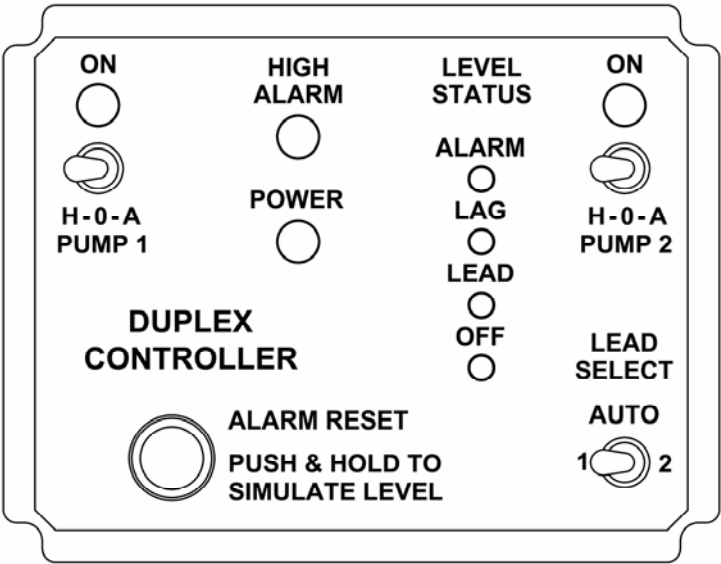 ON
H-0-A
PUMP 1
HIGH
ALARM
POWER
LEVEL
STATUS
ALARM
LAG
LEAD
OFF
ON
H-0-A
PUMP 2
DUPLEX
CONTROLLER
ALARM RESET
PUSH & HOLD TO
SIMULATE LEVEL
LEAD
SELECT
AUTO
1 2